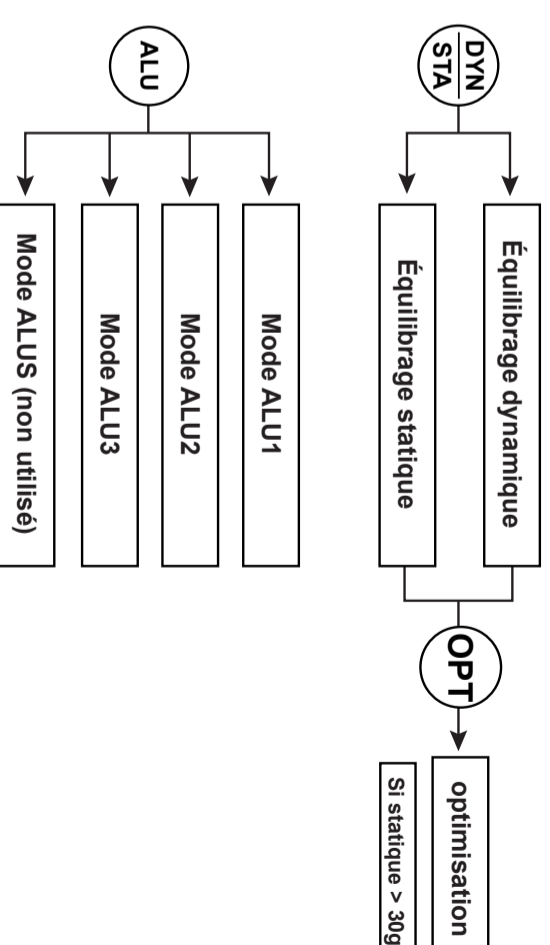 DYN
STA
Équilibrage dynamique
Équilibrage statique
OPT
optimisation
Si statique > 30g
ALU
Mode ALU1
Mode ALU2
Mode ALU3
Mode ALUS (non utilisé)